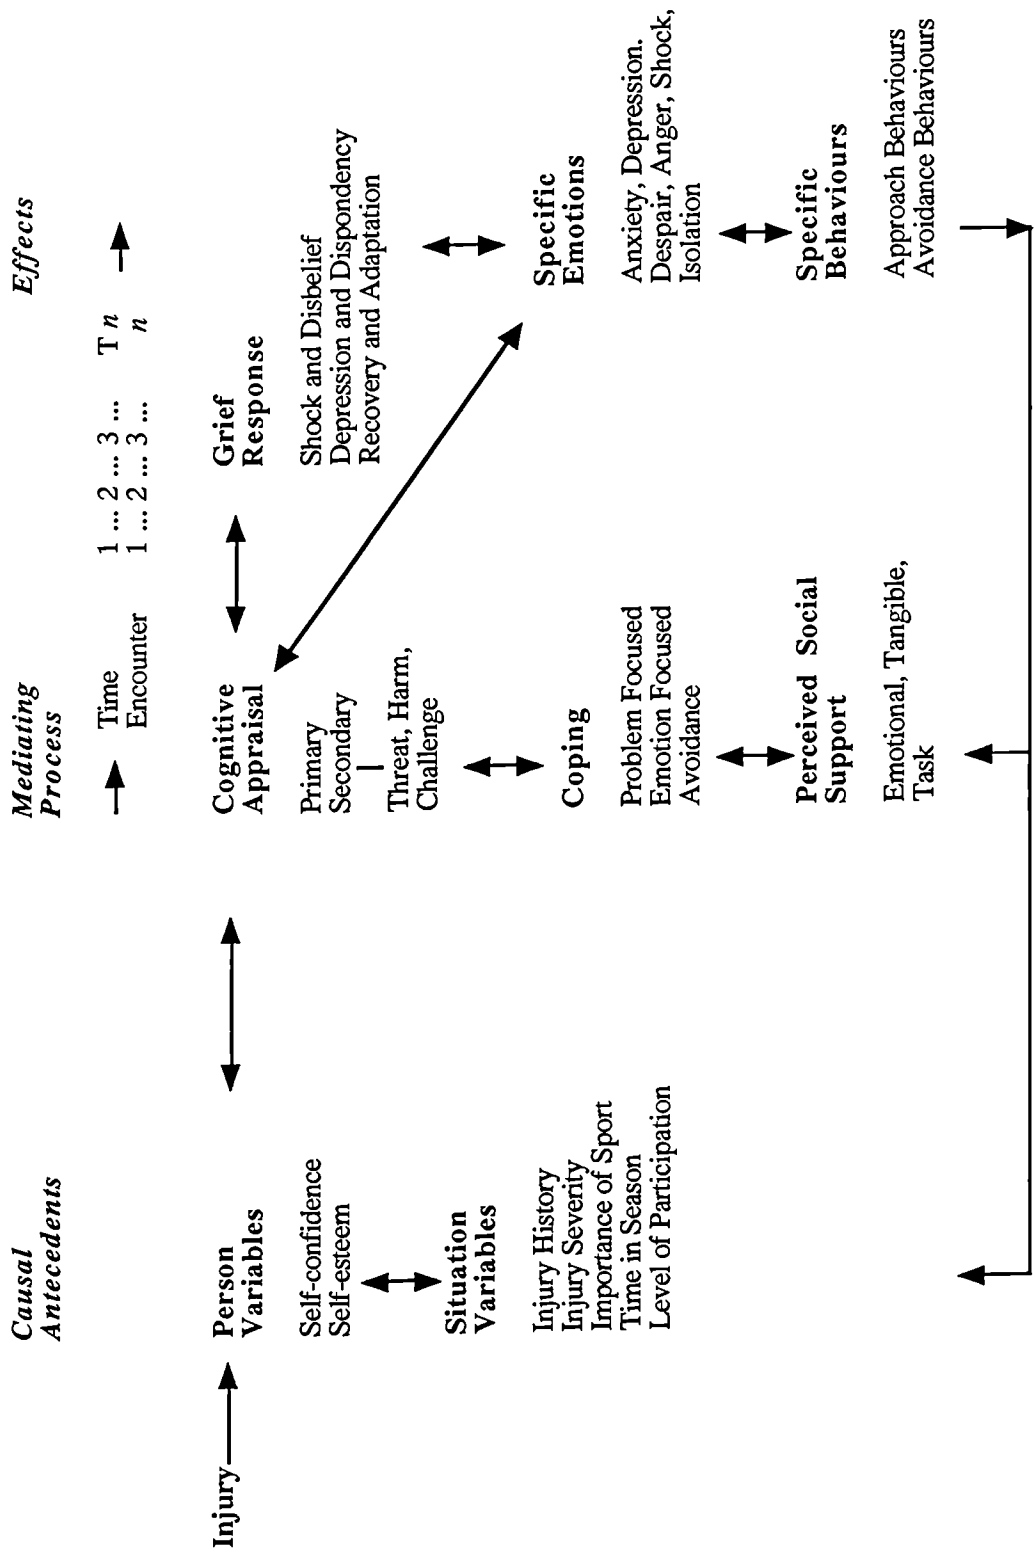 Causal
Antecedents
Mediating
Process
Effects
Time 1 ... 2 ... 3 ... T n
Encounter 1 ... 2 ... 3 ... n
Injury
Person
Variables
Self-confidence
Self-esteem
Situation
Variables
Injury History
Injury Severity
Importance of Sport
Time in Season
Level of Participation
Cognitive
Appraisal
Primary
Secondary
Threat, Harm,
Challenge
Coping
Problem Focused
Emotion Focused
Avoidance
Perceived Social
Support
Emotional, Tangible,
Task
Grief
Response
Shock and Disbelief
Depression and Dispondency
Recovery and Adaptation
Specific
Emotions
Anxiety, Depression.
Despair, Anger, Shock,
Isolation
Specific
Behaviours
Approach Behaviours
Avoidance Behaviours